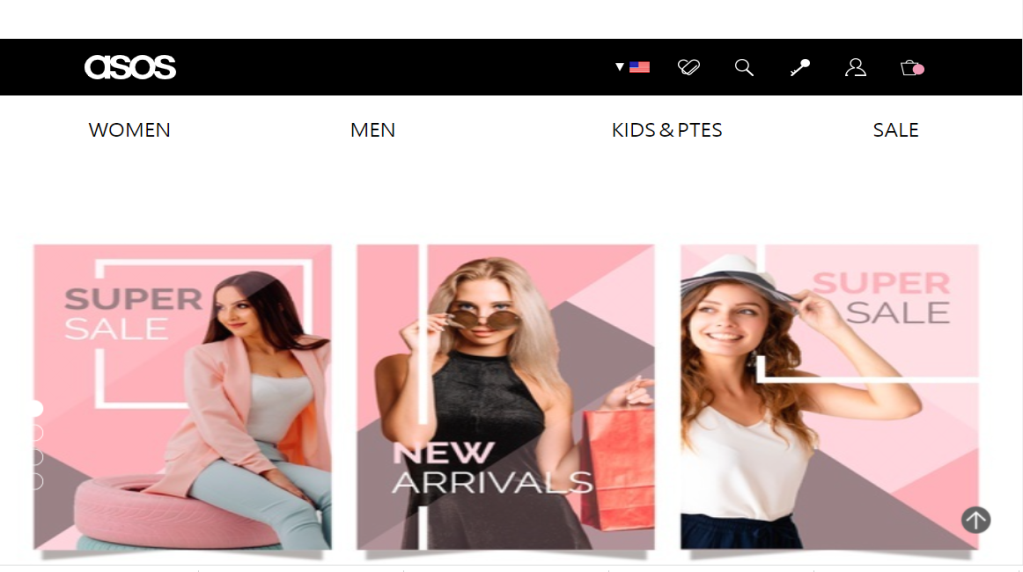 asos
WOMEN
MEN
KIDS & PTES
SALE
SUPER
SALE
NEW
ARRIVALS
SUPER
SALE